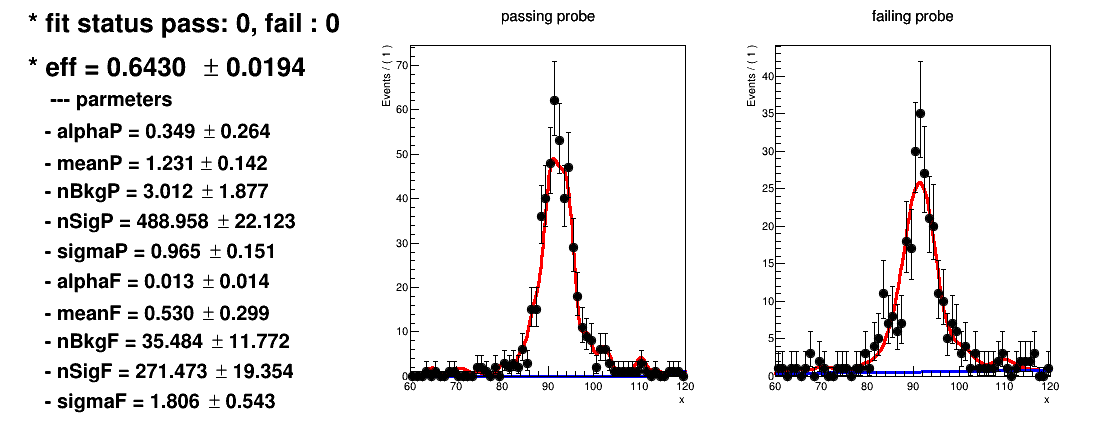 * fit status pass: 0, fail : 0
* eff = 0.6430 ± 0.0194
--- parmeters
- alphaP = 0.349 ± 0.264
- meanP = 1.231 ± 0.142
- nBkgP = 3.012 ± 1.877
- nSigP = 488.958 ± 22.123
- sigmaP = 0.965 ± 0.151
- alphaF = 0.013 ± 0.014
- meanF = 0.530 ± 0.299
- nBkgF = 35.484 ± 11.772
- nSigF = 271.473 ± 19.354
- sigmaF = 1.806 ± 0.543
passing probe
Events / ( 1 )
70
60
50
40
30
20
10
0
60 70 80 90 100 110 120
x
failing probe
Events / ( 1 )
40
35
30
25
20
15
10
5
0
60 70 80 90 100 110 120
x